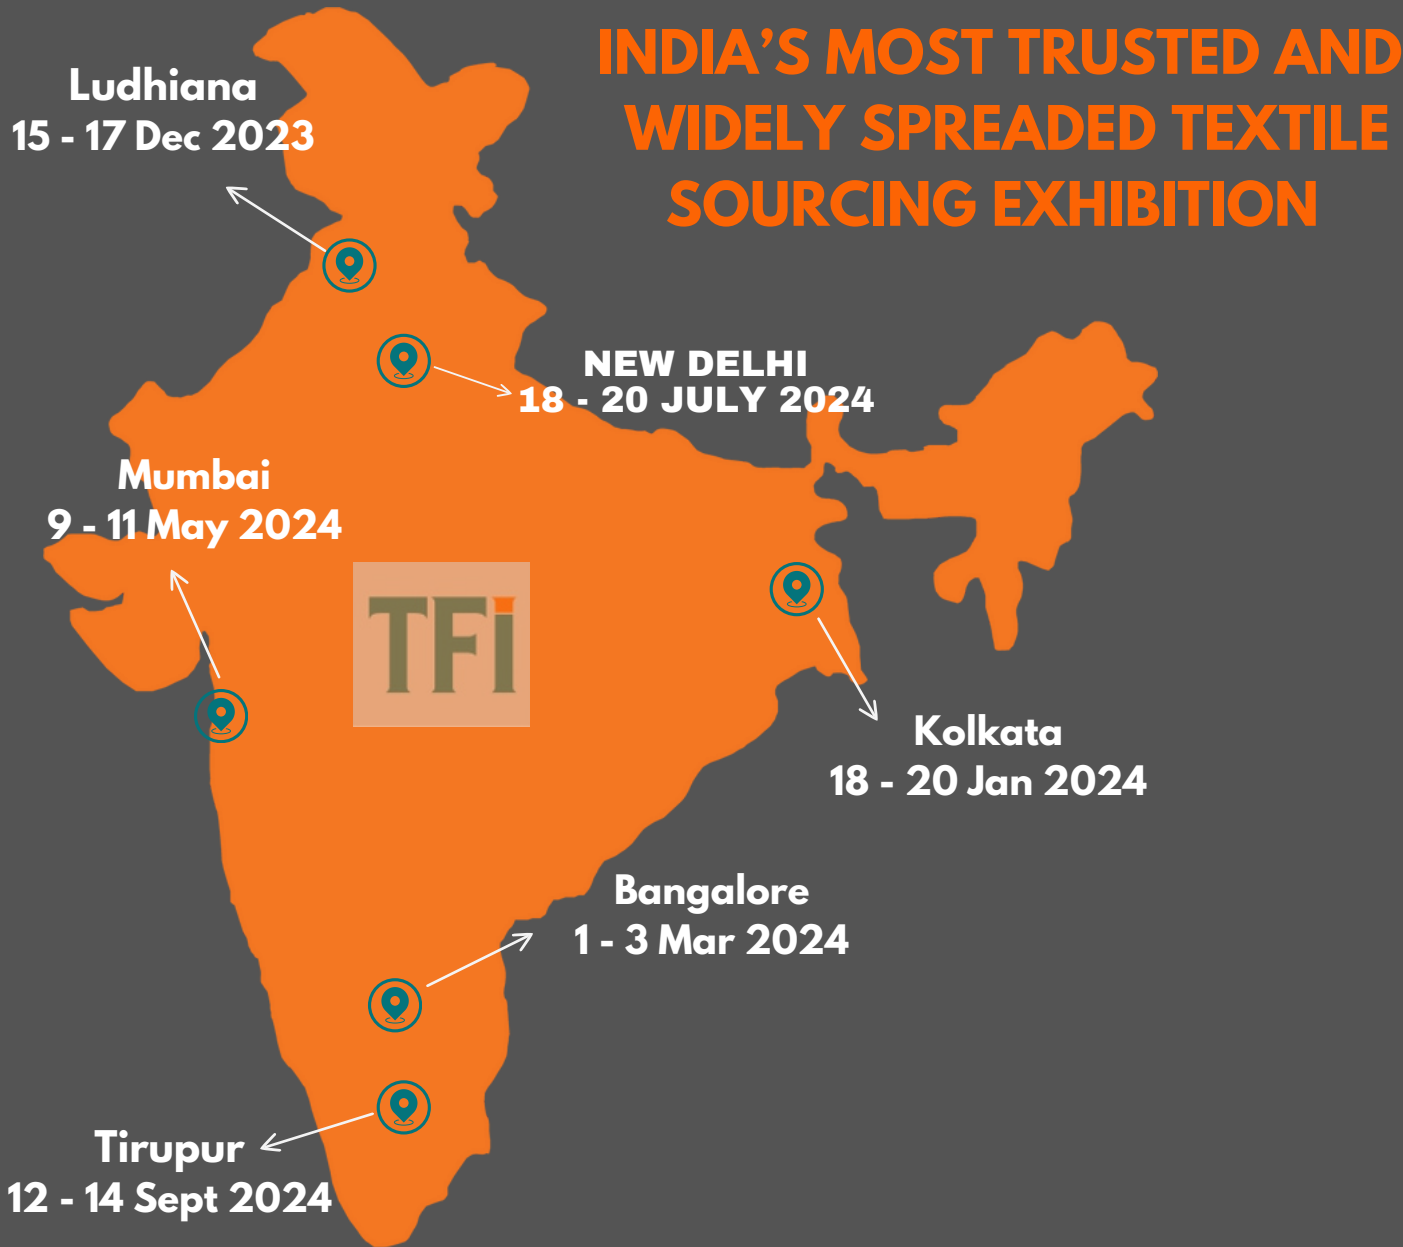 INDIA'S MOST TRUSTED AND
WIDELY SPREADED TEXTILE
SOURCING EXHIBITION
Ludhiana
15 - 17 Dec 2023
NEW DELHI
18 - 20 JULY 2024
Mumbai
9 - 11 May 2024
TFi
Kolkata
18 - 20 Jan 2024
Bangalore
1 - 3 Mar 2024
Tirupur
12 - 14 Sept 2024